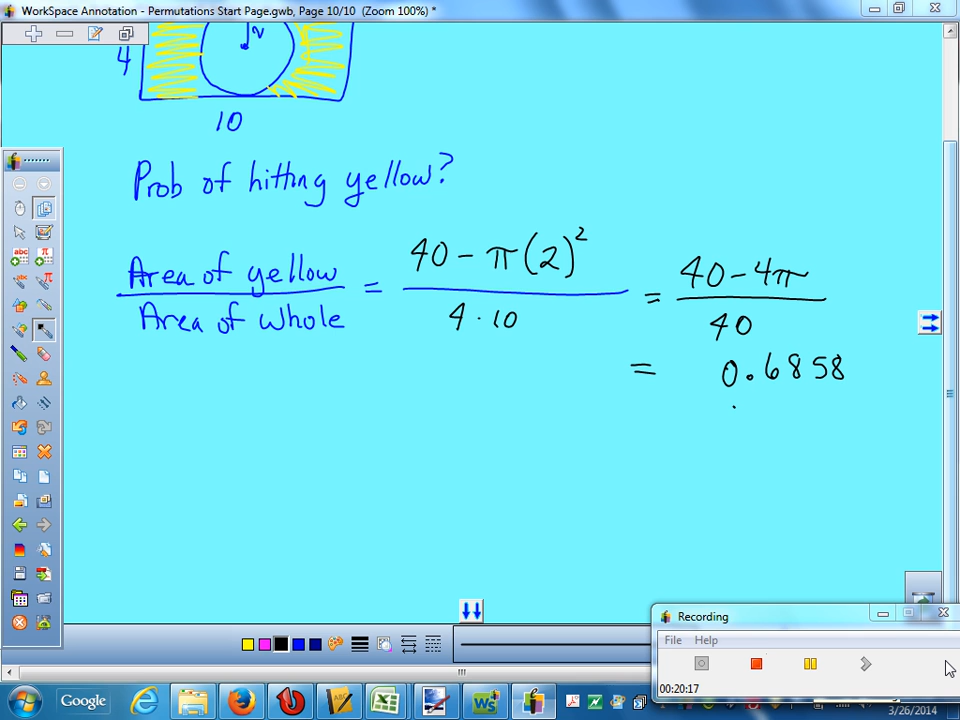 WorkSpace Annotation - Permutations Start Page.gwb, Page 10/10 (Zoom 100%) *
2
4
10
Prob of hitting yellow?
Area of yellow / Area of whole = 40 - π(2)² / 4 · 10 = 40 - 4π / 40
= 0.6858
Recording
File Help
00:20:17
Google
3/26/2014